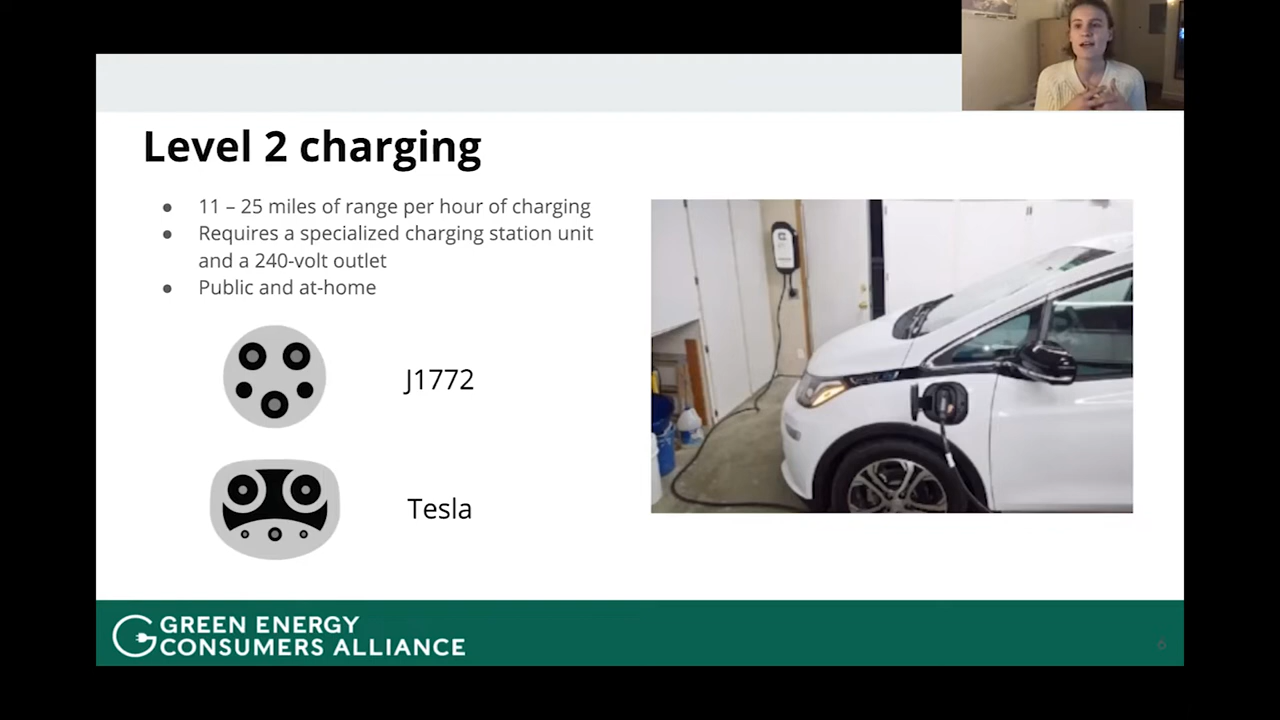 Level 2 charging
● 11 – 25 miles of range per hour of charging
● Requires a specialized charging station unit
and a 240-volt outlet
● Public and at-home
J1772
Tesla
GREEN ENERGY
CONSUMERS ALLIANCE
6